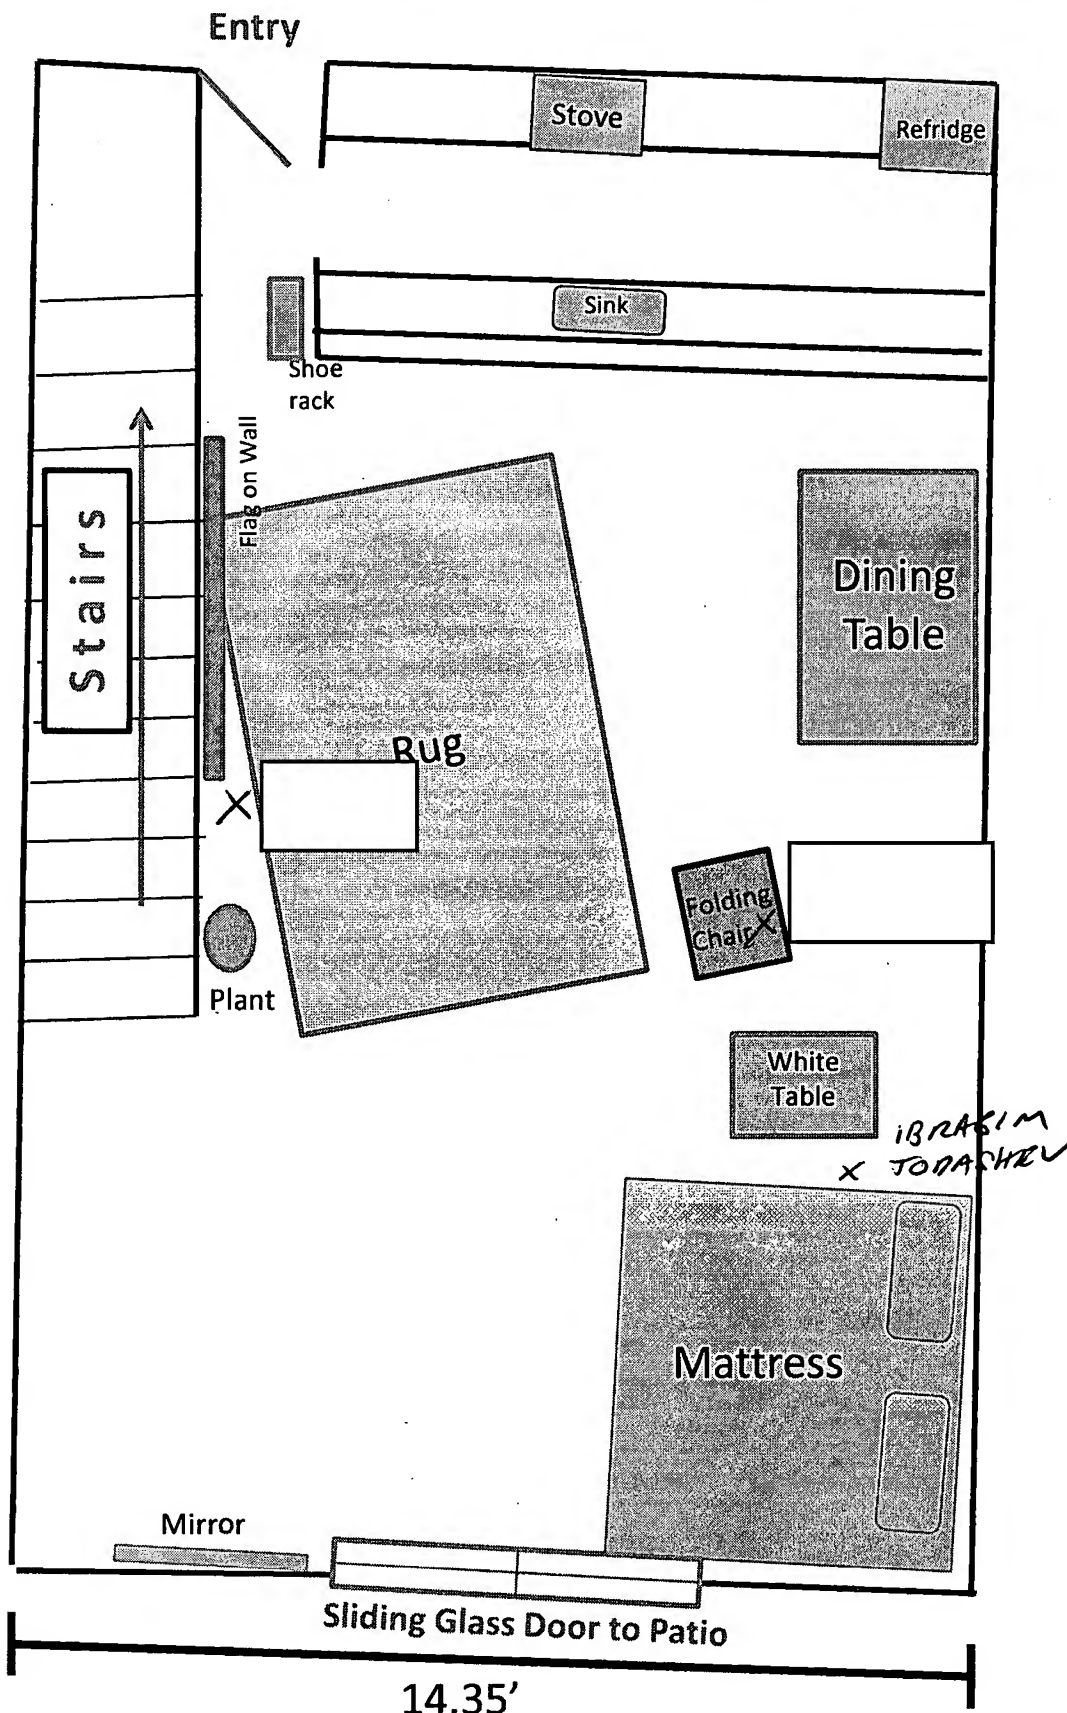 Entry
Stove
Refridge
Sink
Shoe
rack
Flag on Wall
Stairs
Dining
Table
Rug
X
Folding
Chair
X
Plant
White
Table
IBRAGIM
X TODASHEV
Mattress
Mirror
Sliding Glass Door to Patio
14.35’